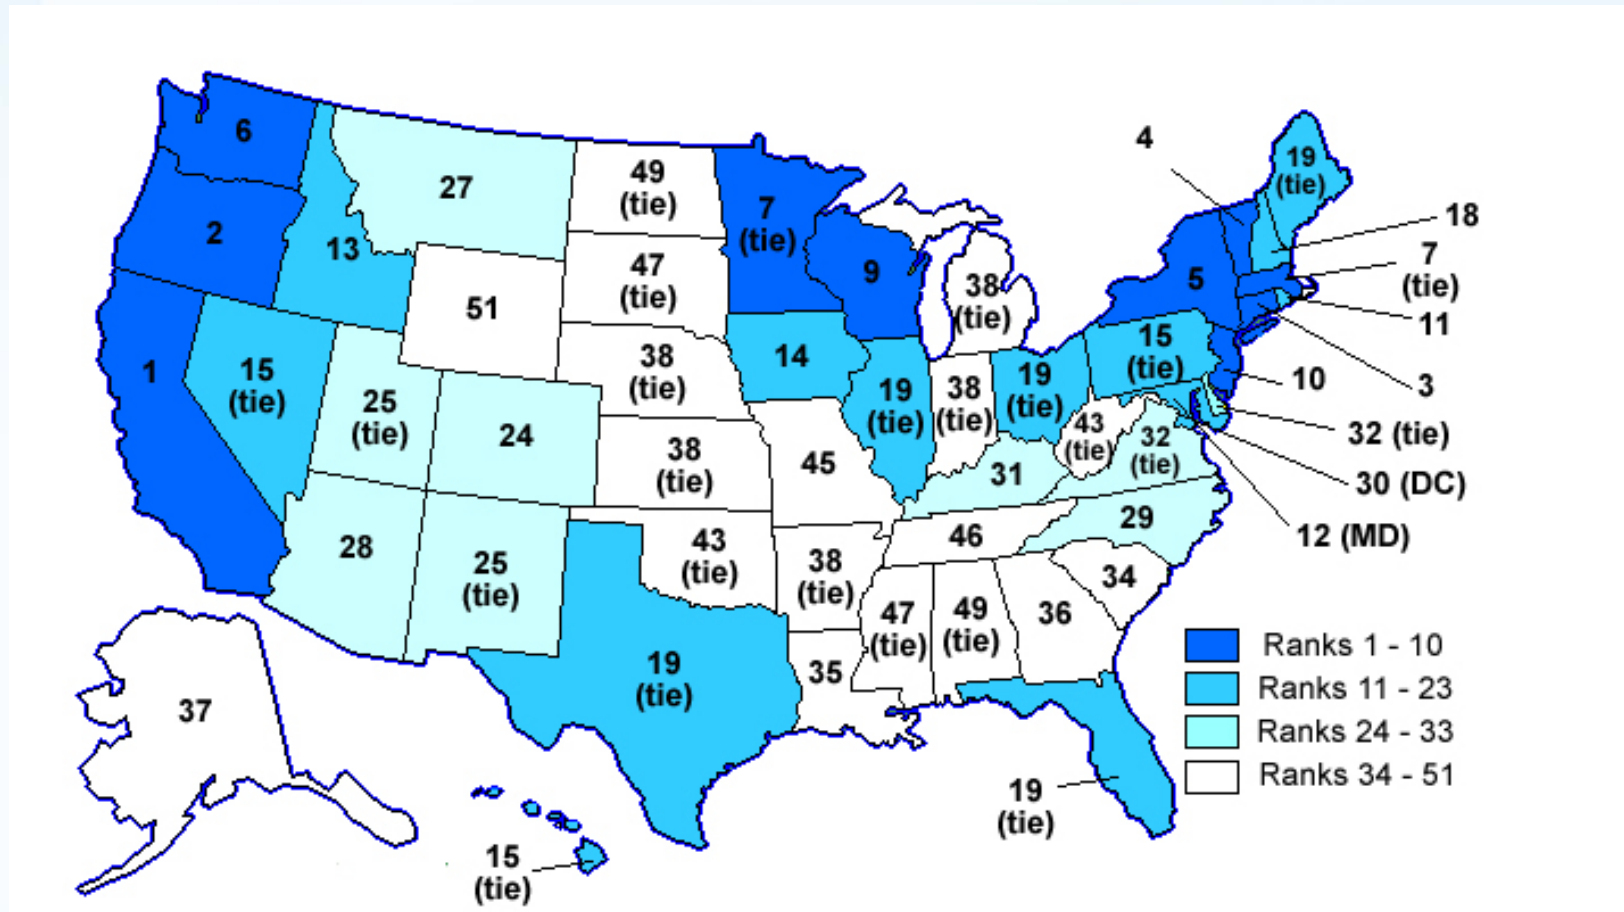 6
27
49
(tie)
7
(tie)
4
19
(tie)
18
2
13
47
(tie)
9
38
(tie)
5
7
(tie)
51
11
1
15
(tie)
38
(tie)
14
19
(tie)
38
(tie)
19
(tie)
15
(tie)
10
3
25
(tie)
24
38
(tie)
45
31
43
(tie)
32
(tie)
32 (tie)
30 (DC)
12 (MD)
28
25
(tie)
43
(tie)
38
(tie)
46
29
34
47
(tie)
49
(tie)
36
35
19
(tie)
37
15
(tie)
19
(tie)
Ranks 1 - 10
Ranks 11 - 23
Ranks 24 - 33
Ranks 34 - 51